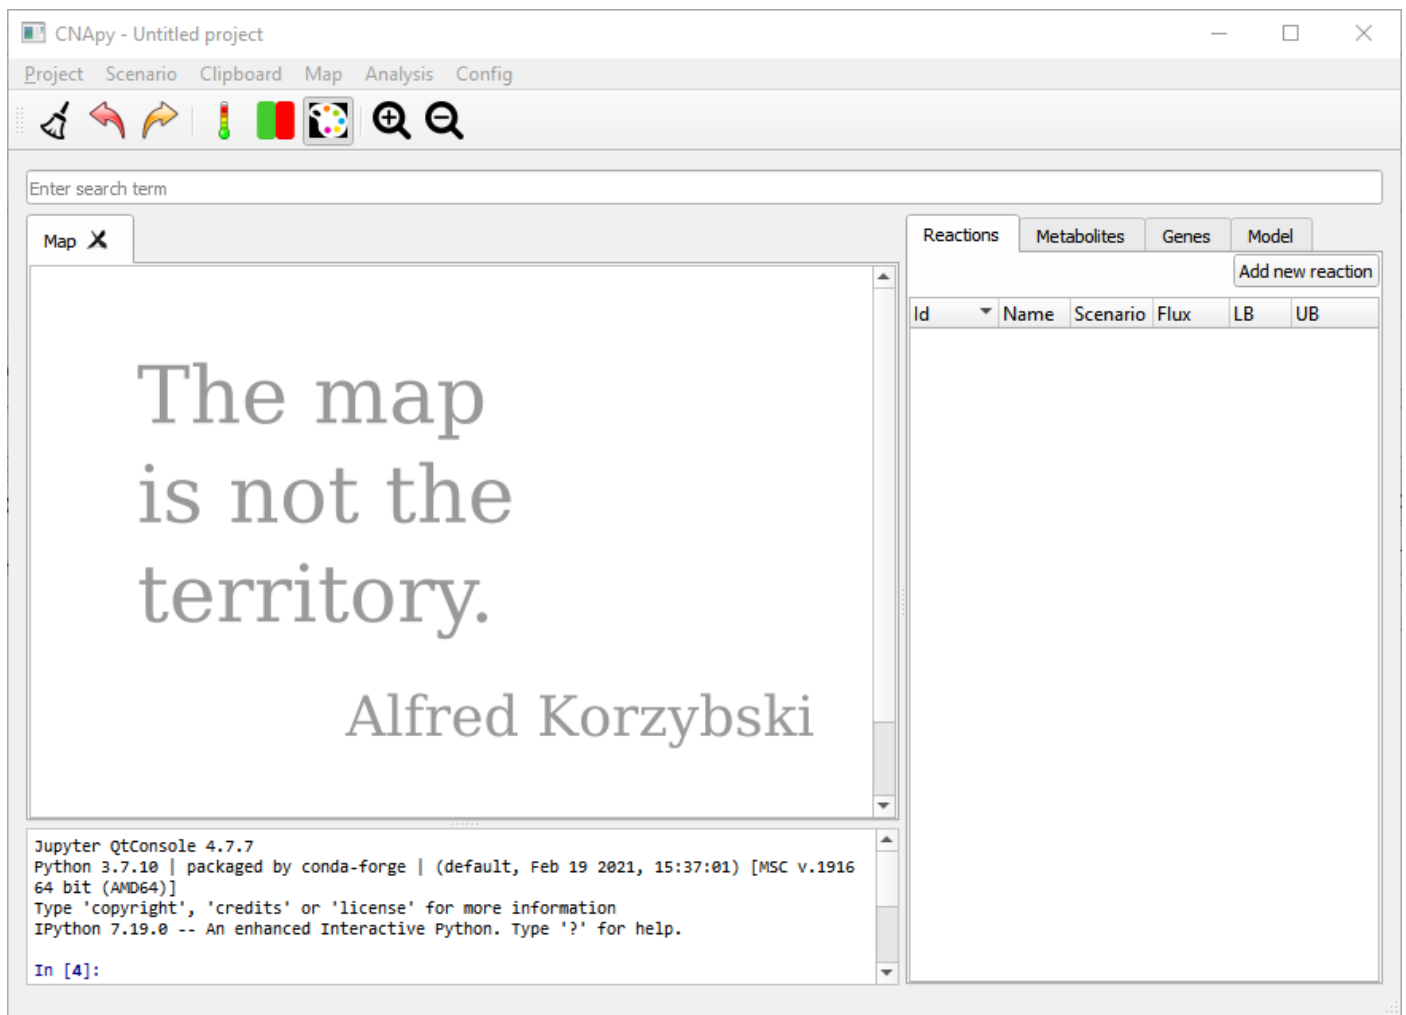 CNApy - Untitled project
Project Scenario Clipboard Map Analysis Config
Enter search term
Map
The map
is not the
territory.
Alfred Korzybski
Jupyter QtConsole 4.7.7
Python 3.7.10 | packaged by conda-forge | (default, Feb 19 2021, 15:37:01) [MSC v.1916
64 bit (AMD64)]
Type 'copyright', 'credits' or 'license' for more information
IPython 7.19.0 -- An enhanced Interactive Python. Type '?' for help.
In [4]:
Reactions Metabolites Genes Model
Add new reaction
Id Name Scenario Flux LB UB